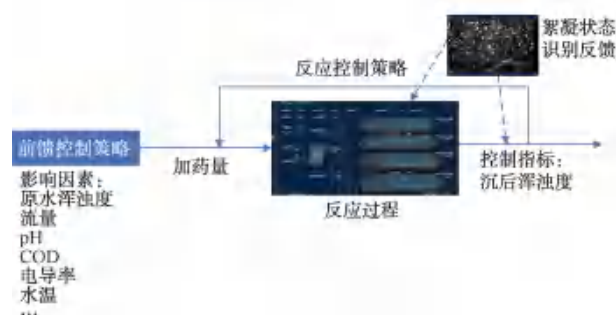 絮凝状态
识别反馈
反应控制策略
前馈控制策略
加药量
控制指标：
沉后浑浊度
反应过程
影响因素：
原水浑浊度
流量
pH
COD
电导率
水温
...